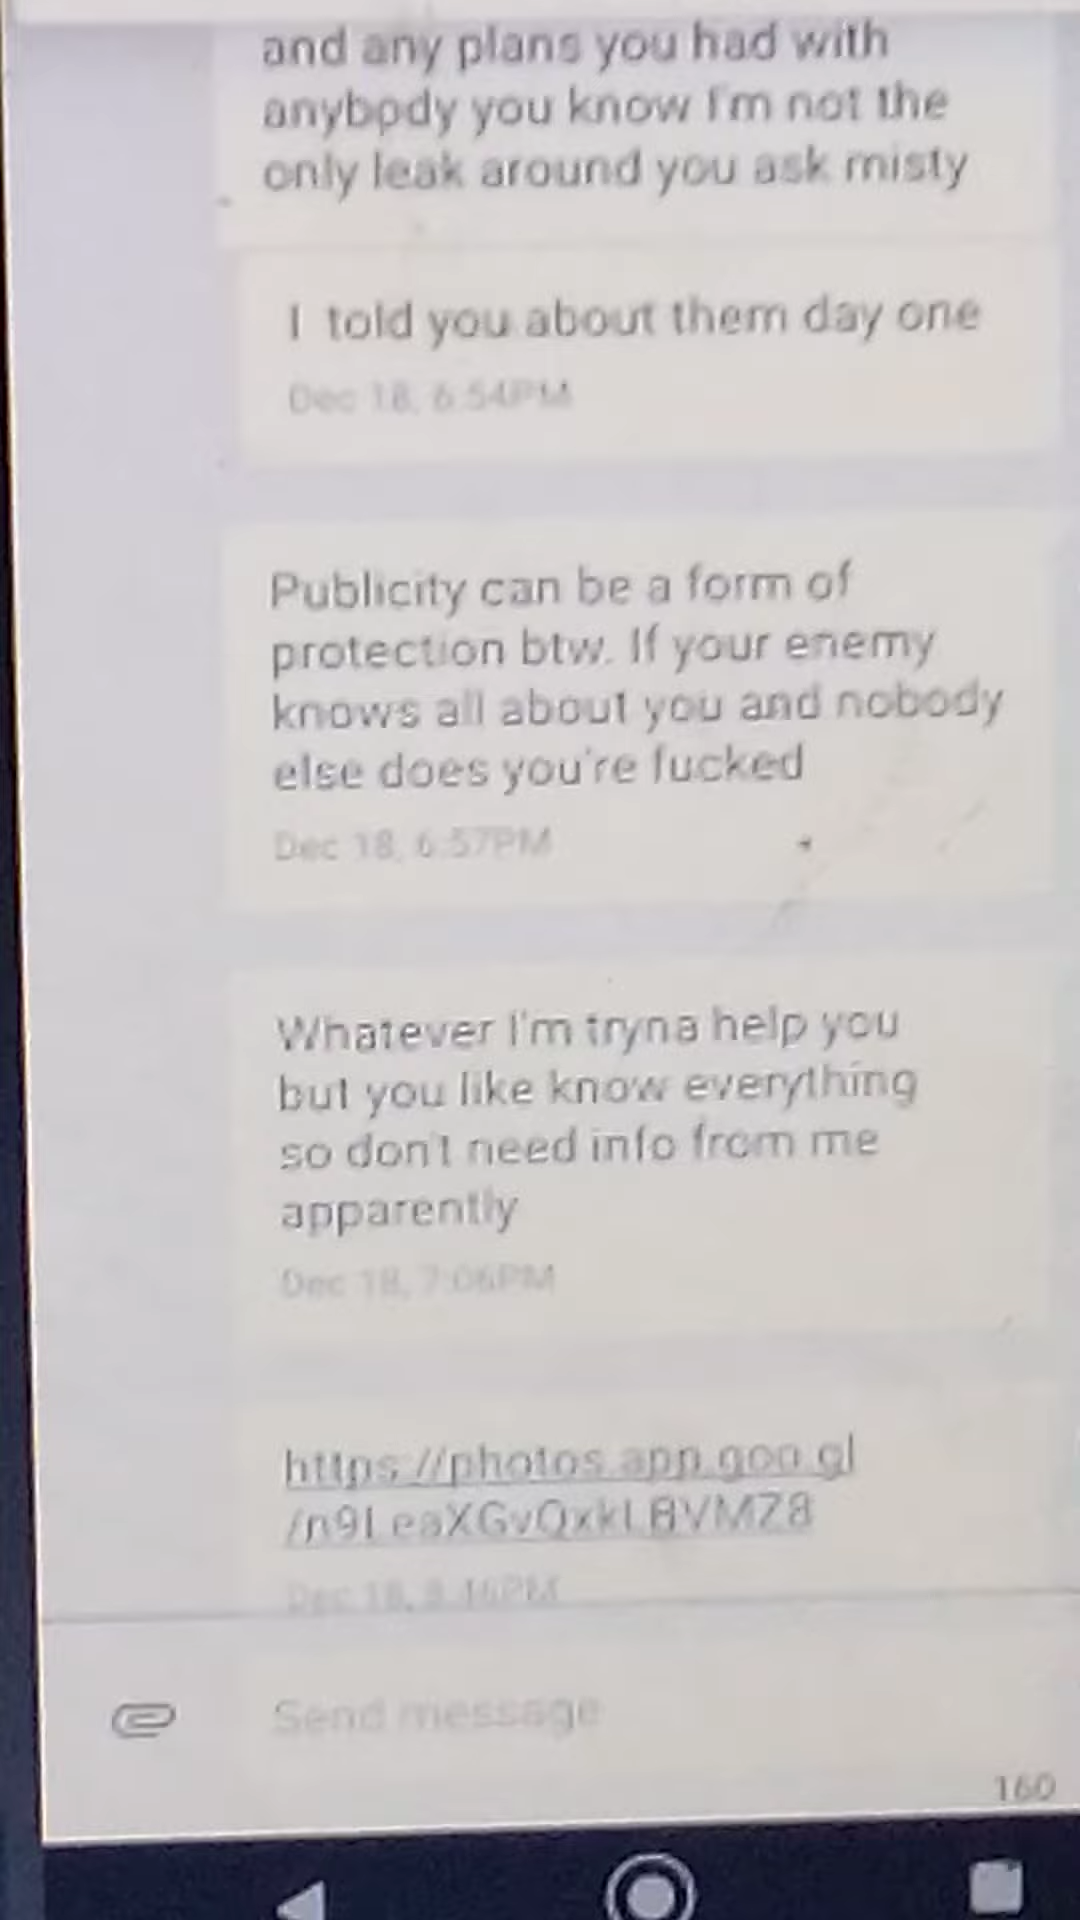 and any plans you had with
anybody you know I'm not the
only leak around you ask misty
I told you about them day one
Dec 18, 6:54PM
Publicity can be a form of
protection btw. If your enemy
knows all about you and nobody
else does you're fucked
Dec 18, 6:57PM
Whatever I'm tryna help you
but you like know everything
so don't need info from me
apparently
Dec 18, 7:06PM
https://photos.app.goo.gl
/n9LeaXGvQxkLBVMZ8
Dec 18,
Send message
160